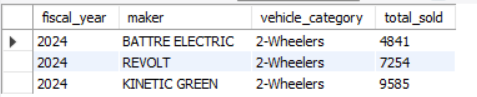 fiscal_year maker vehicle_category total_sold
2024 BATTRE ELECTRIC 2-Wheelers 4841
2024 REVOLT 2-Wheelers 7254
2024 KINETIC GREEN 2-Wheelers 9585